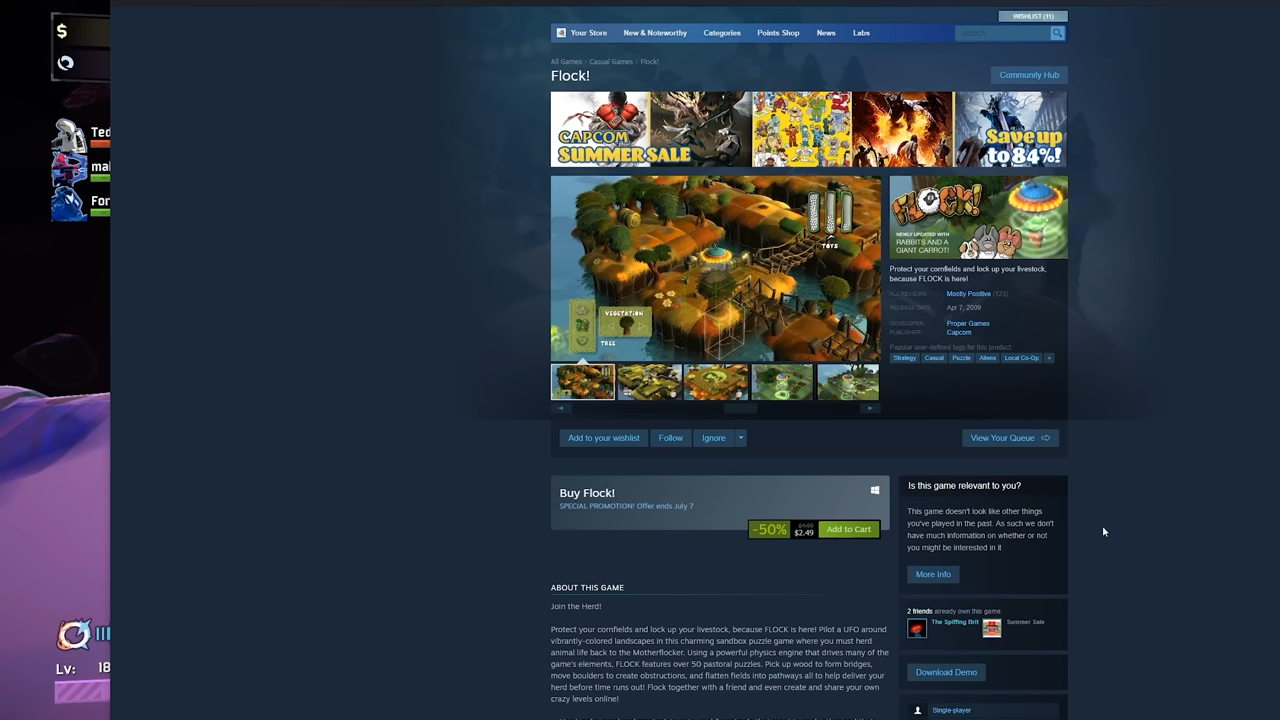 WISHLIST (11)
$
Your Store
New & Noteworthy
Categories
Points Shop
News
Labs
search
All Games > Casual Games > Flock!
Flock!
Community Hub
CAPCOM
SUMMER SALE
Save up
to 84%!
TOYS
VEGETATION
TREE
FLOCK!
NEWLY UPDATED WITH
RABBITS AND A
GIANT CARROT!
Protect your cornfields and lock up your livestock,
because FLOCK is here!
ALL REVIEWS: Mostly Positive (123)
RELEASE DATE: Apr 7, 2009
DEVELOPER: Proper Games
PUBLISHER: Capcom
Popular user-defined tags for this product:
Strategy Casual Puzzle Aliens Local Co-Op +
Ted
mai
For
Add to your wishlist
Follow
Ignore
View Your Queue
Buy Flock!
SPECIAL PROMOTION! Offer ends July 7
-50%
$4.99
$2.49
Add to Cart
Is this game relevant to you?
This game doesn't look like other things
you've played in the past. As such we don't
have much information on whether or not
you might be interested in it
More Info
ABOUT THIS GAME
Join the Herd!
Protect your cornfields and lock up your livestock, because FLOCK is here! Pilot a UFO around
vibrantly-colored landscapes in this charming sandbox puzzle game where you must herd
animal life back to the Motherflocker. Using a powerful physics engine that drives many of the
game's elements, FLOCK features over 50 pastoral puzzles. Pick up wood to form bridges,
move boulders to create obstructions, and flatten fields into pathways all to help deliver your
herd before time runs out! Flock together with a friend and even create and share your own
crazy levels online!
2 friends already own this game:
The Spiffing Brit
Summer Sale
Download Demo
Single-player
Lv: 18